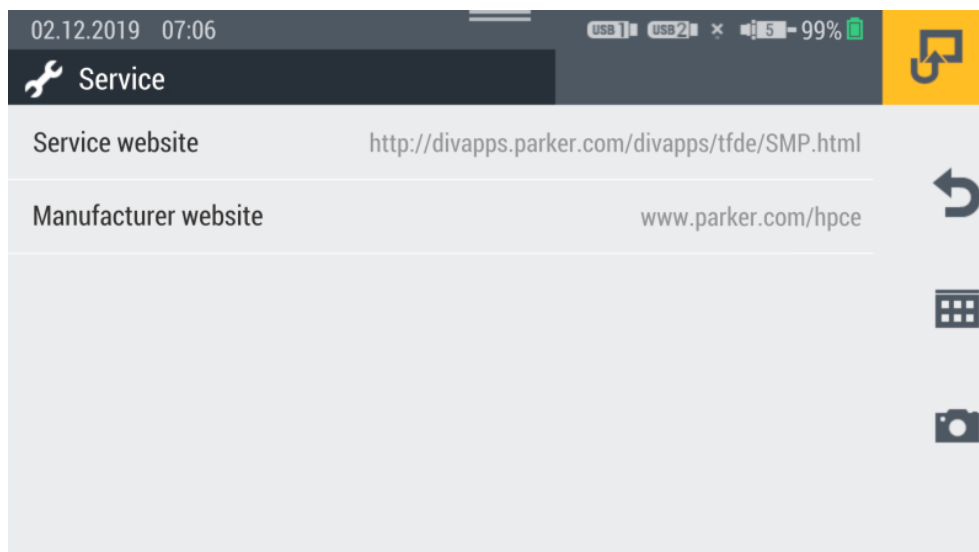 02.12.2019 07:06 USB 1 USB 2 5 99%
Service
Service website http://divapps.parker.com/divapps/tfde/SMP.html
Manufacturer website www.parker.com/hpce